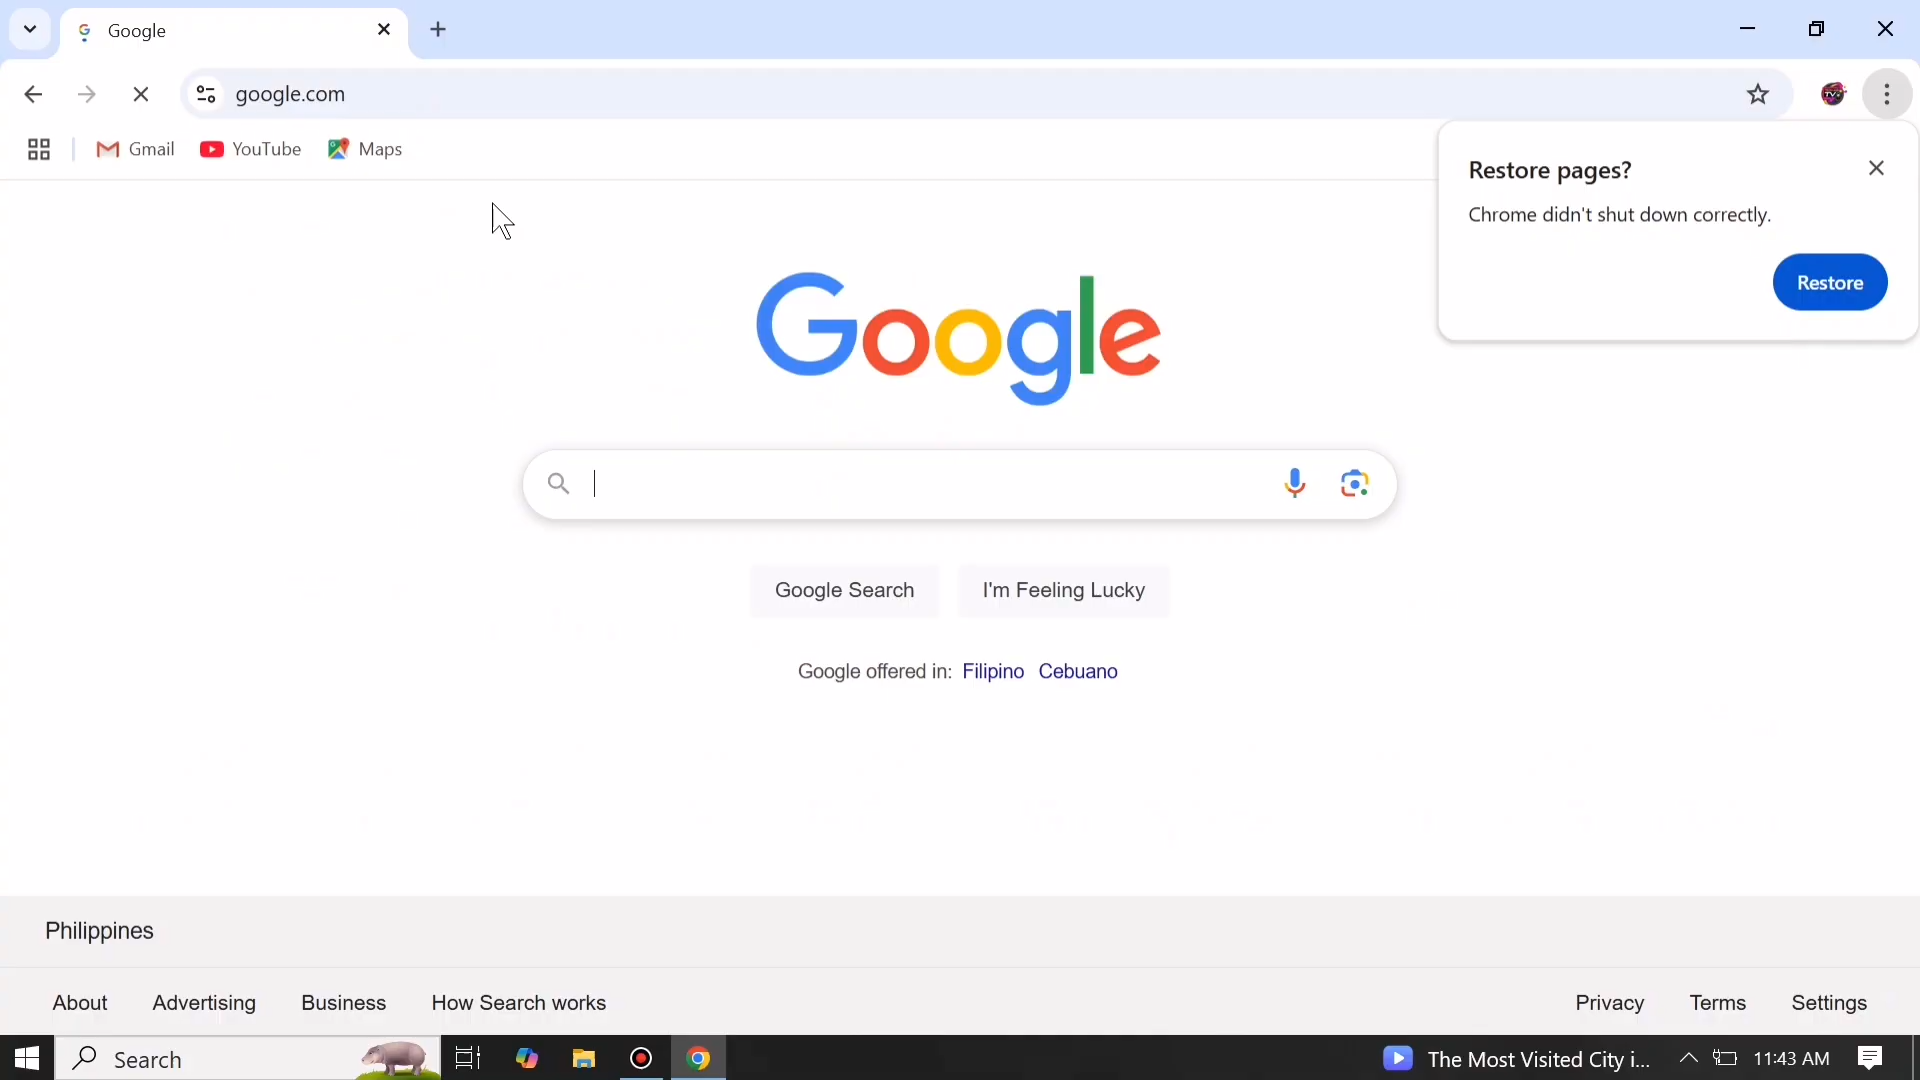 Google
google.com
Gmail
YouTube
Maps
Restore pages?
Chrome didn't shut down correctly.
Restore
Google
Google Search
I'm Feeling Lucky
Google offered in: Filipino Cebuano
Philippines
About
Advertising
Business
How Search works
Privacy
Terms
Settings
Search
The Most Visited City i...
11:43 AM